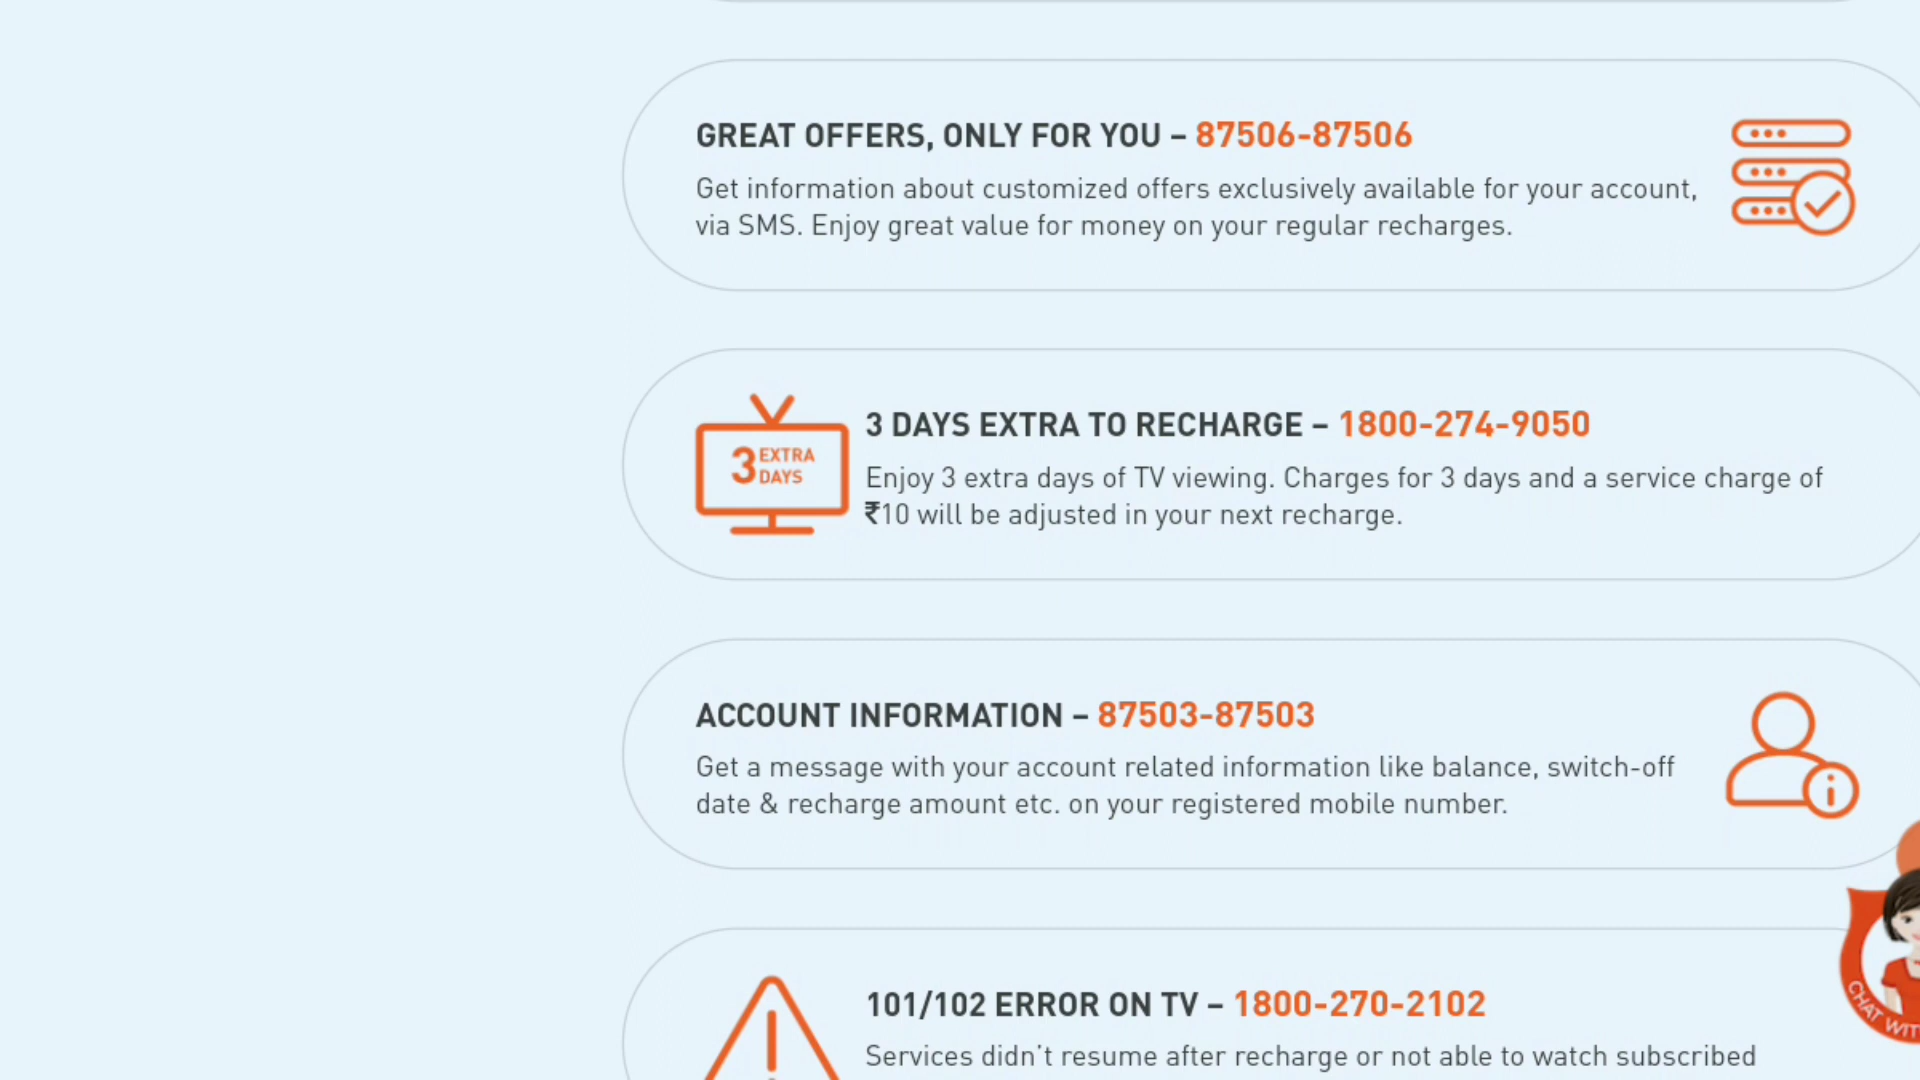 GREAT OFFERS, ONLY FOR YOU – 87506-87506
Get information about customized offers exclusively available for your account,
via SMS. Enjoy great value for money on your regular recharges.
3 EXTRA
DAYS
3 DAYS EXTRA TO RECHARGE – 1800-274-9050
Enjoy 3 extra days of TV viewing. Charges for 3 days and a service charge of
₹10 will be adjusted in your next recharge.
ACCOUNT INFORMATION – 87503-87503
Get a message with your account related information like balance, switch-off
date & recharge amount etc. on your registered mobile number.
101/102 ERROR ON TV – 1800-270-2102
Services didn't resume after recharge or not able to watch subscribed
CHAT WIT